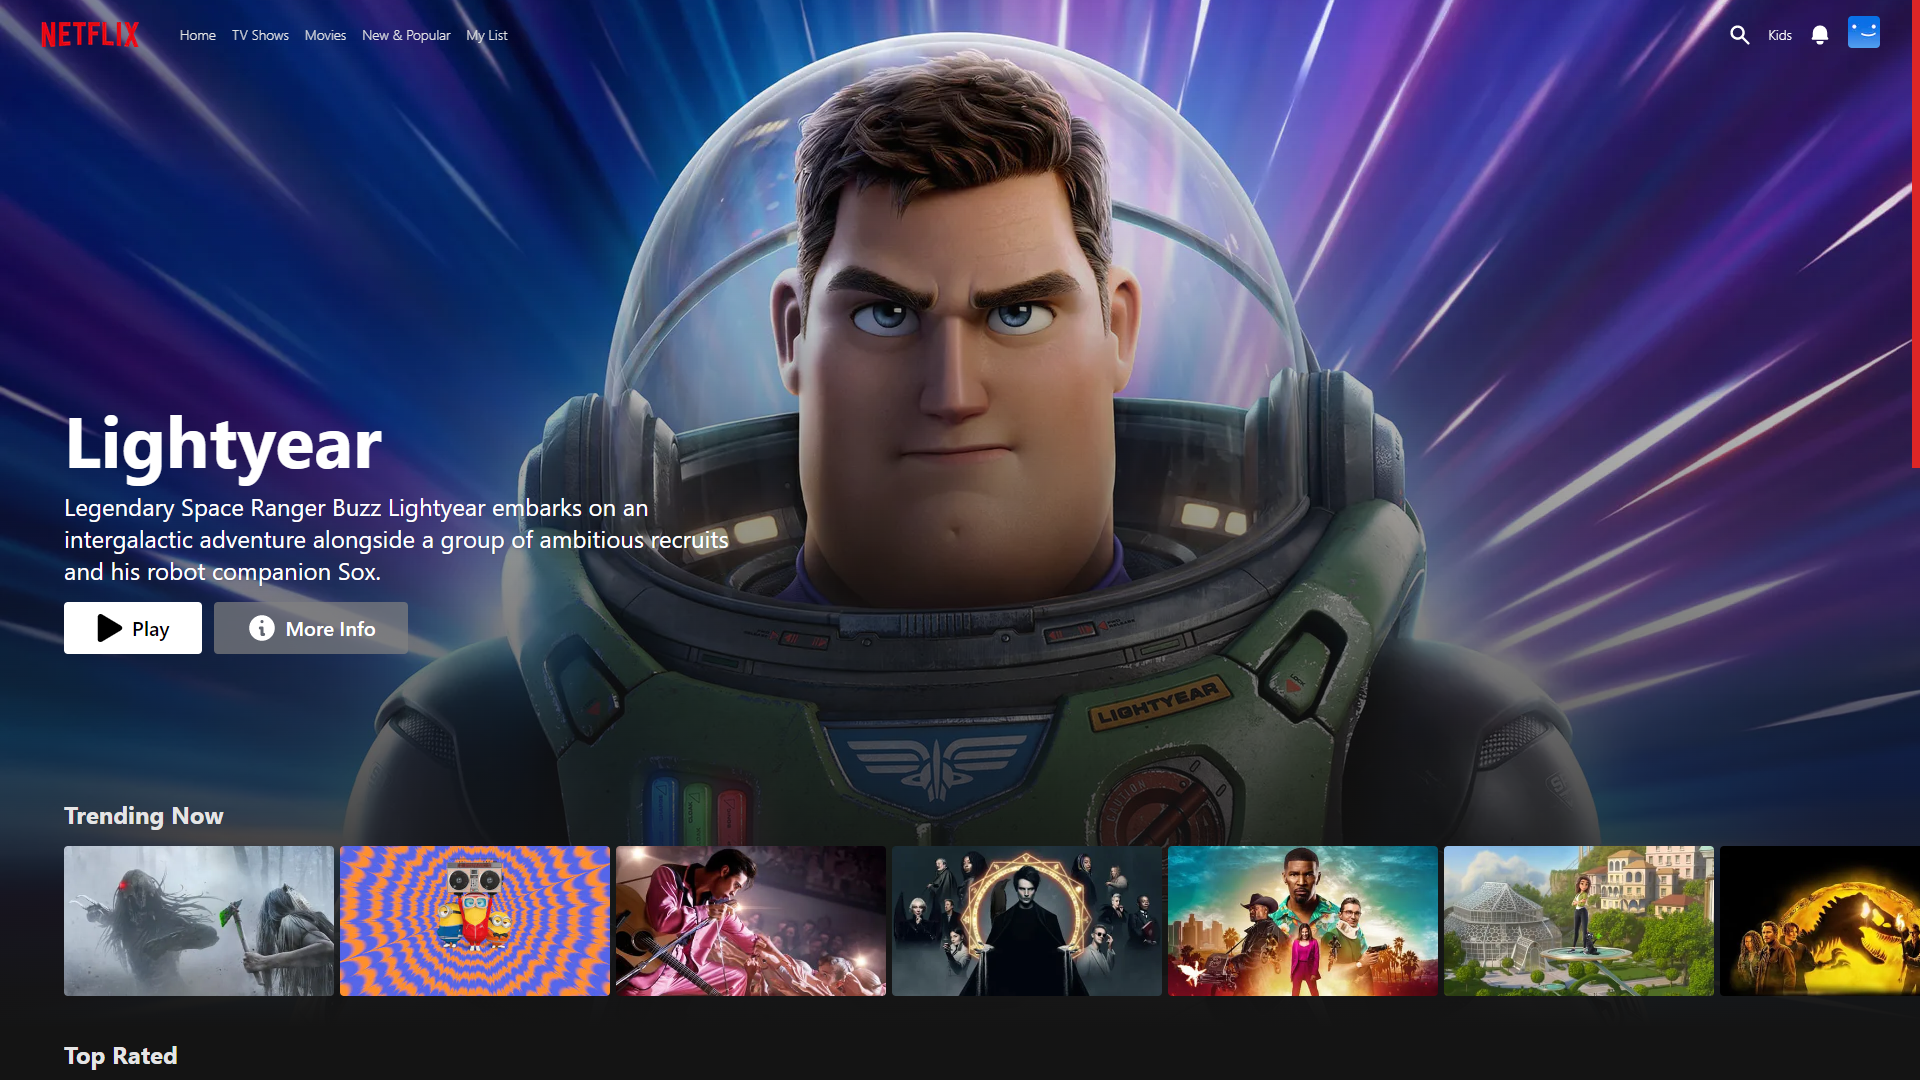 NETFLIX
Home TV Shows Movies New & Popular My List
Kids
Lightyear
Legendary Space Ranger Buzz Lightyear embarks on an
intergalactic adventure alongside a group of ambitious recruits
and his robot companion Sox.
Play
More Info
LIGHTYEAR
LOCK
CAUTION
Trending Now
Top Rated